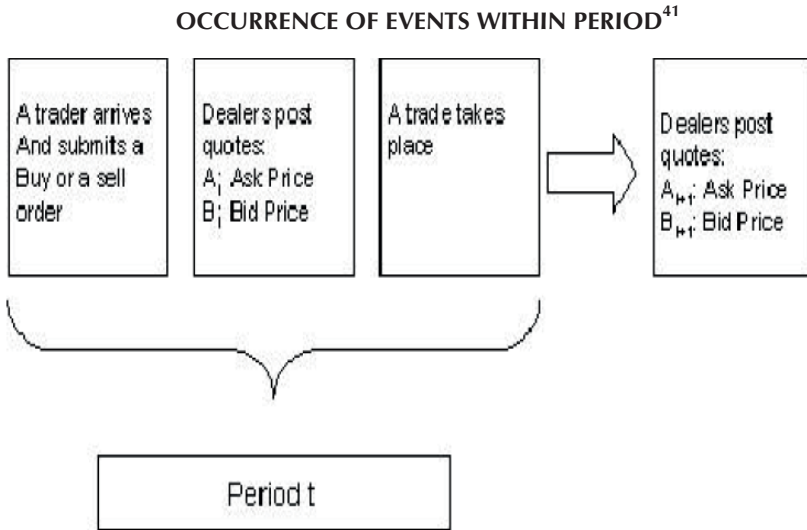 OCCURRENCE OF EVENTS WITHIN PERIOD41
A trader arrives
And submits a
Buy or a sell
order
Dealers post
quotes:
Ai; Ask Price
Bi; Bid Price
A trade takes
place
Dealers post
quotes:
Ai+1: Ask Price
Bi+1: Bid Price
Period t